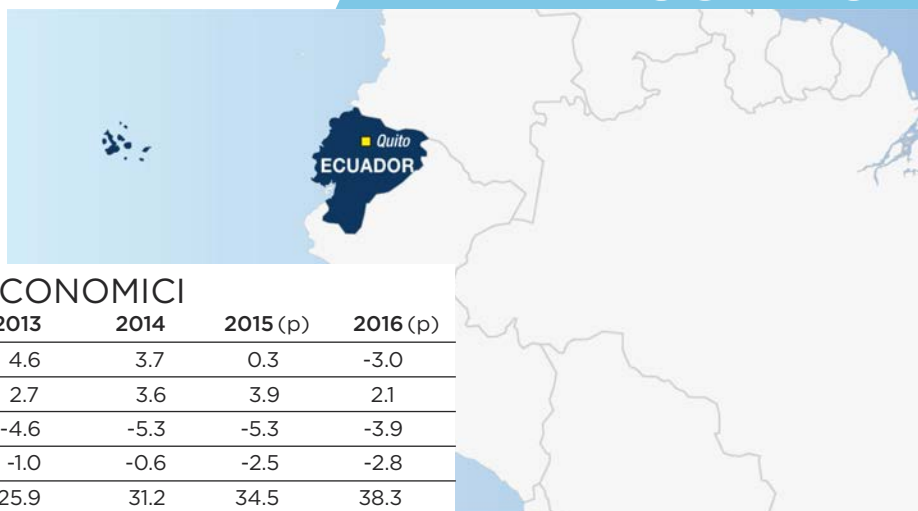 Quito
ECUADOR
CONOMICI
2013 2014 2015 (p) 2016 (p)
4.6 3.7 0.3 -3.0
2.7 3.6 3.9 2.1
-4.6 -5.3 -5.3 -3.9
-1.0 -0.6 -2.5 -2.8
25.9 31.2 34.5 38.3